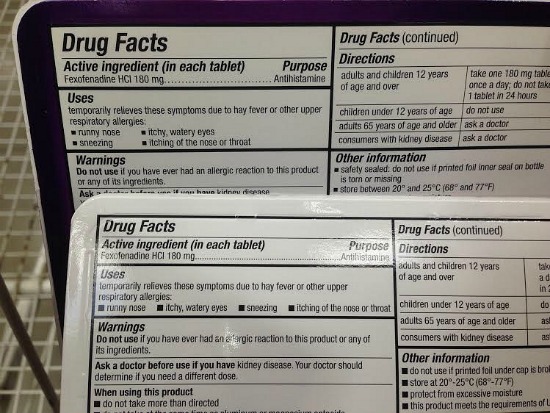 Drug Facts
Active ingredient (in each tablet) Purpose
Fexofenadine HCl 180 mg Antihistamine
Uses
temporarily relieves these symptoms due to hay fever or other upper
respiratory allergies:
■ runny nose ■ itchy, watery eyes
■ sneezing ■ itching of the nose or throat
Warnings
Do not use if you have ever had an allergic reaction to this product
or any of its ingredients.
Ask a doctor before use if you have kidney disease
Drug Facts (continued)
Directions
adults and children 12 years take one 180 mg
of age and over once a day; do not
1 tablet in 24 hours
children under 12 years of age do not use
adults 65 years of age and older ask a doctor
consumers with kidney disease ask a doctor
Other information
■ safety sealed: do not use if printed foil inner seal on bottle
is torn or missing
■ store between 20° and 25°C (68° and 77°F)
Drug Facts
Active ingredient (in each tablet) Purpose
Fexofenadine HCl 180 mg Antihistamine
Uses
temporarily relieves these symptoms due to hay fever or other upper
respiratory allergies:
■ runny nose ■ itchy, watery eyes ■ sneezing ■ itching of the nose or throat
Warnings
Do not use if you have ever had an allergic reaction to this product or any of
its ingredients.
Ask a doctor before use if you have kidney disease. Your doctor should
determine if you need a different dose.
When using this product
■ do not take more than directed
Drug Facts (continued)
Directions
adults and children 12 years
of age and over
children under 12 years of age do
adults 65 years of age and older
consumers with kidney disease
Other information
■ do not use if printed foil under cap is
■ store at 20°-25°C (68°-77°F)
■ protect from excessive moisture
■ this product meets the requirements of